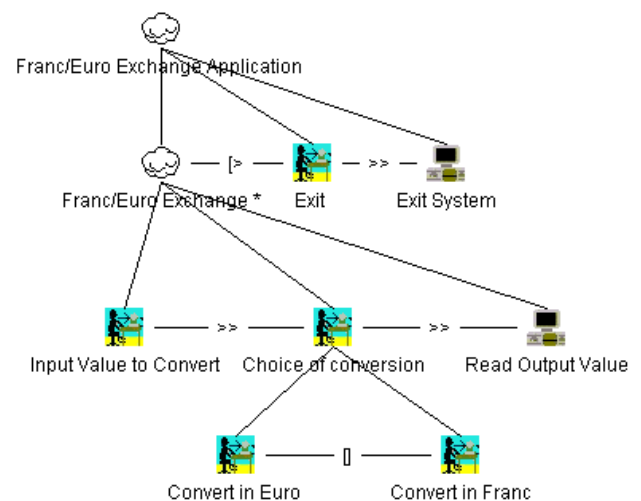 Franc/Euro Exchange Application
[> >>
Franc/Euro Exchange * Exit Exit System
>> >>
Input Value to Convert Choice of conversion Read Output Value
[]
Convert in Euro Convert in Franc